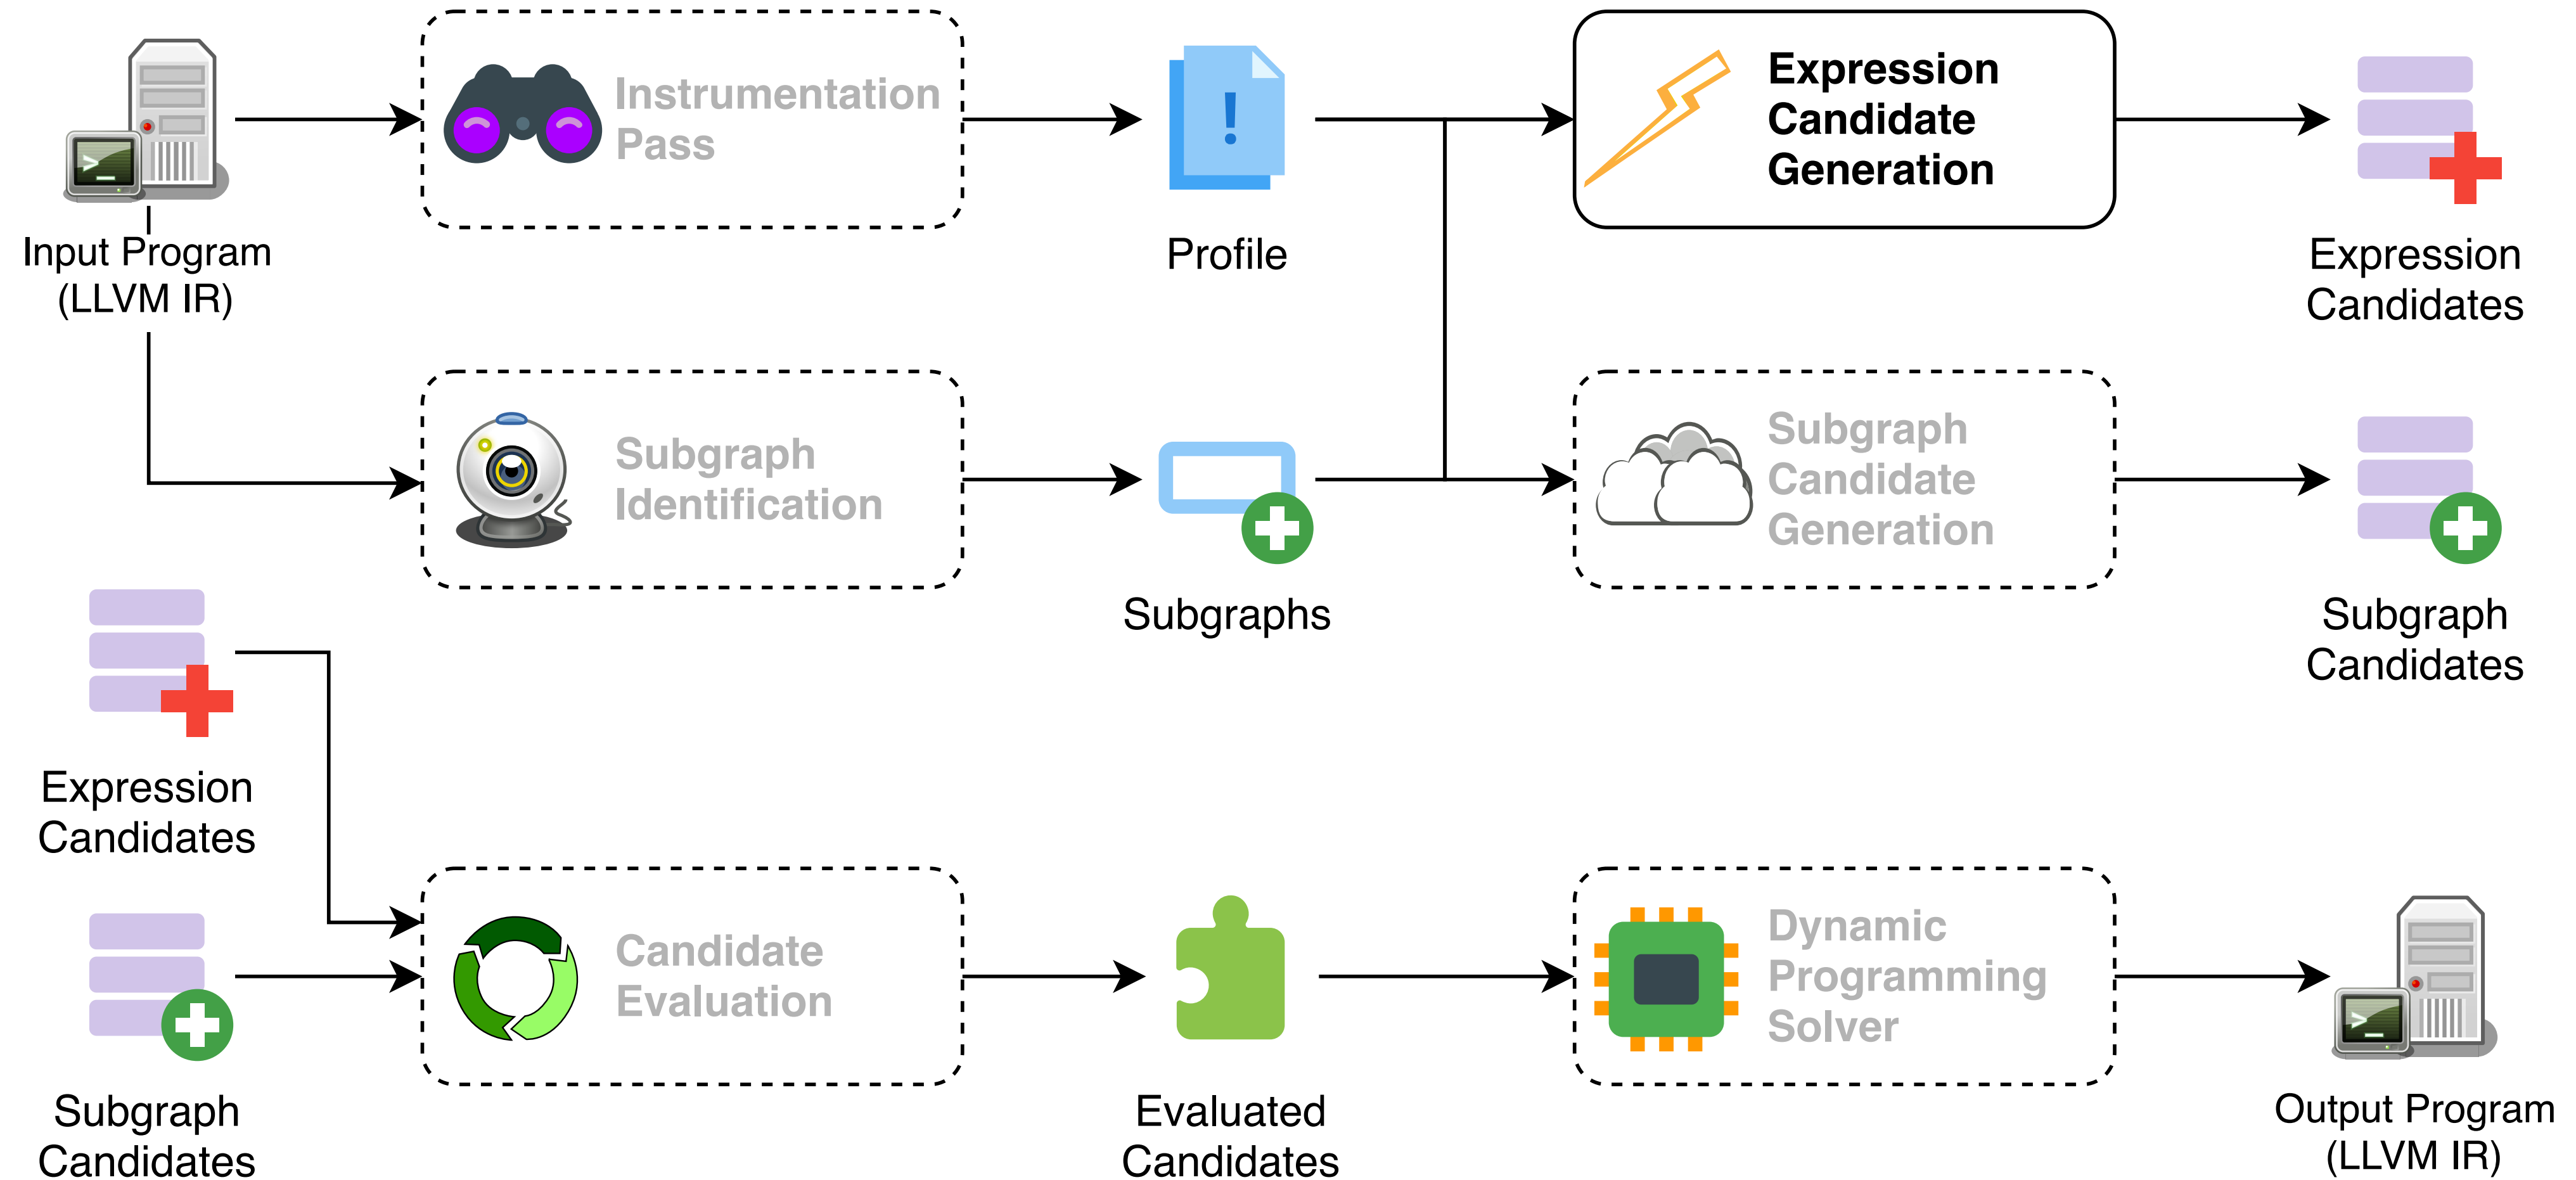 Instrumentation
Pass
Expression
Candidate
Generation
!
>_
Input Program
(LLVM IR)
Profile
Expression
Candidates
Subgraph
Identification
Subgraph
Candidate
Generation
Subgraphs
Subgraph
Candidates
Expression
Candidates
Candidate
Evaluation
Dynamic
Programming
Solver
>_
Subgraph
Candidates
Evaluated
Candidates
Output Program
(LLVM IR)